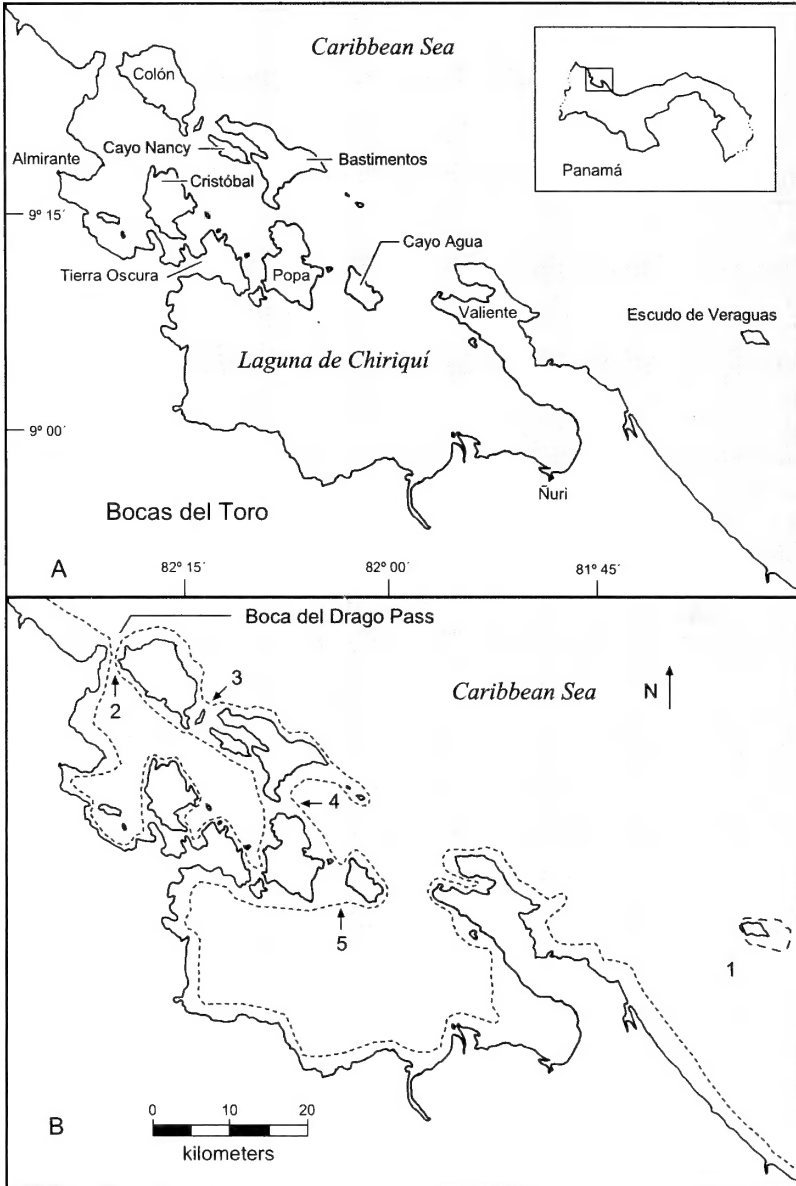 Caribbean Sea
Colón
Panamá
Almirante
Cayo Nancy
Bastimentos
Cristóbal
9° 15´
Cayo Agua
Tierra Oscura
Popa
Valiente
Escudo de Veraguas
Laguna de Chiriquí
9° 00´
Ñuri
Bocas del Toro
A
82° 15´
82° 00´
81° 45´
Boca del Drago Pass
Caribbean Sea
N
3
2
4
5
1
0 10 20
kilometers
B